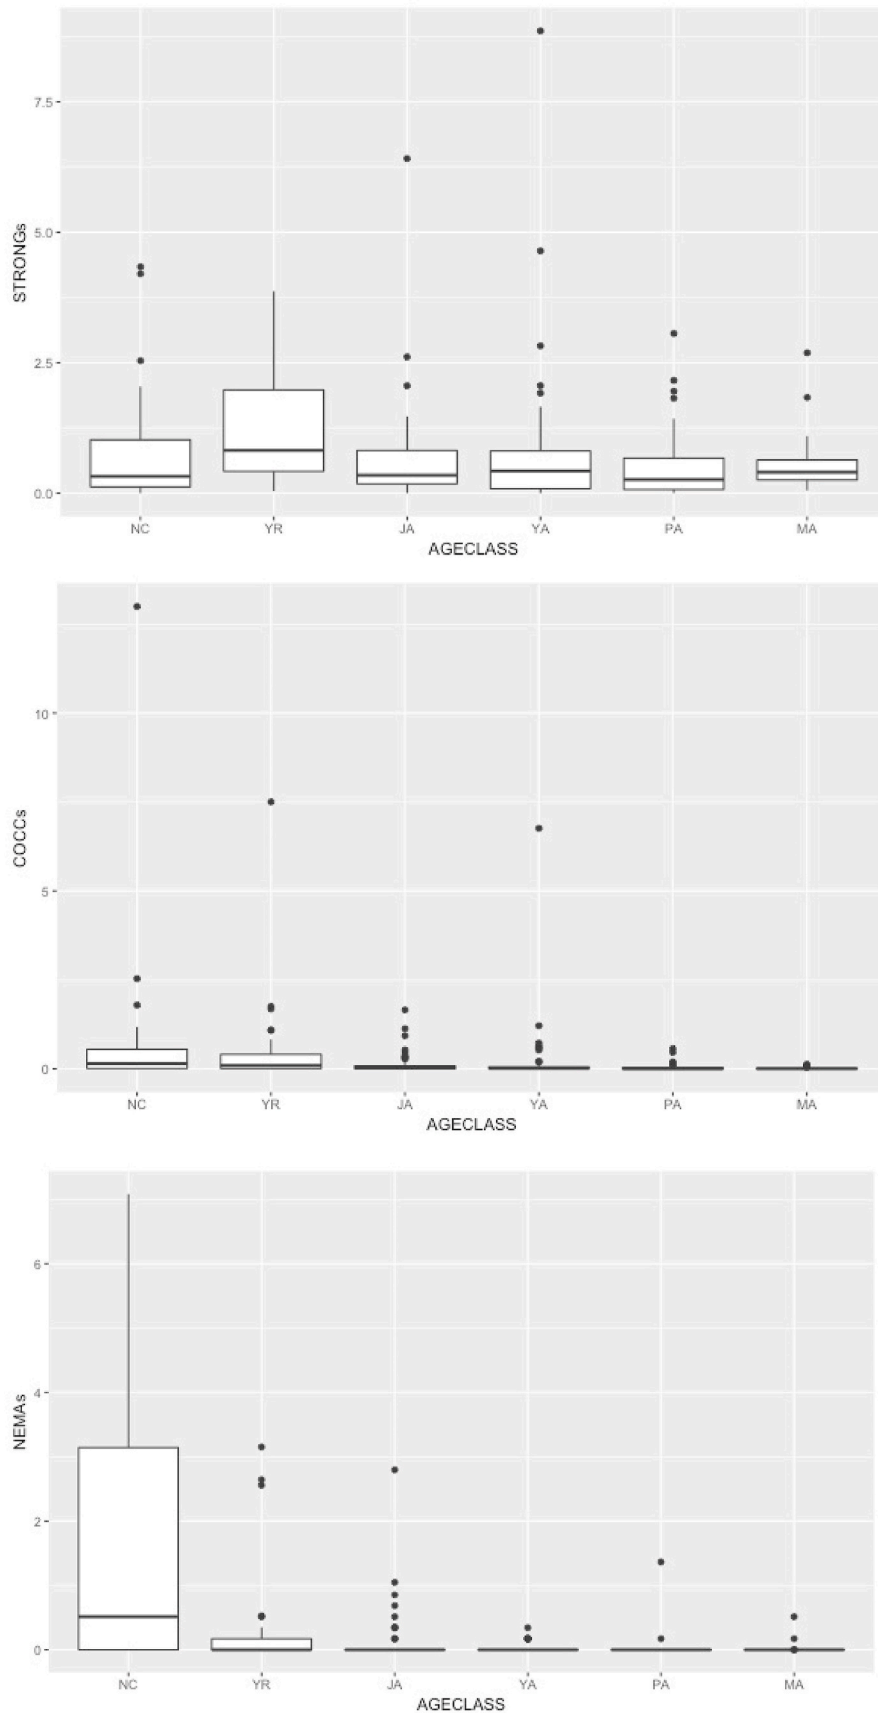 STRONGs
7.5
5.0
2.5
0.0
NC YR JA YA PA MA
AGECLASS
COCCs
10
5
0
NC YR JA YA PA MA
AGECLASS
NEMAs
6
4
2
0
NC YR JA YA PA MA
AGECLASS